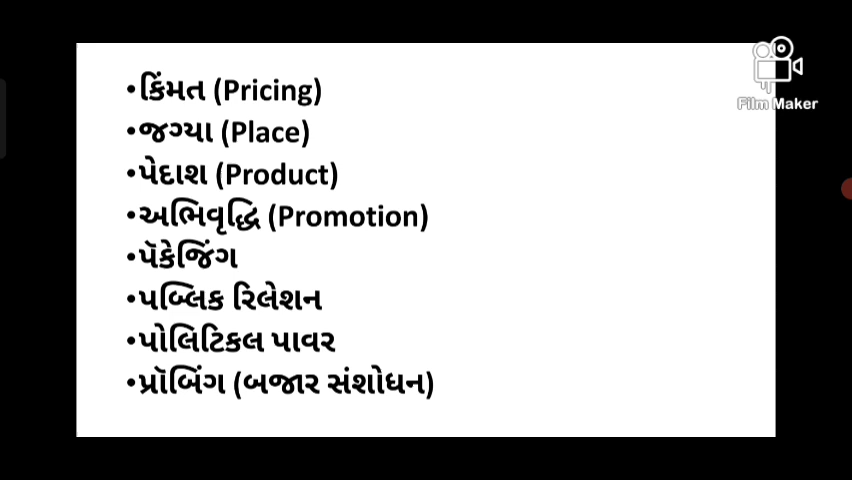 •કિંમત (Pricing)
•જગ્યા (Place)
•પેદાશ (Product)
•અભિવૃદ્ધિ (Promotion)
•પૅકેજિંગ
•પબ્લિક રિલેશન
•પોલિટિકલ પાવર
•પ્રૉબિંગ (બજાર સંશોધન)
Film Maker